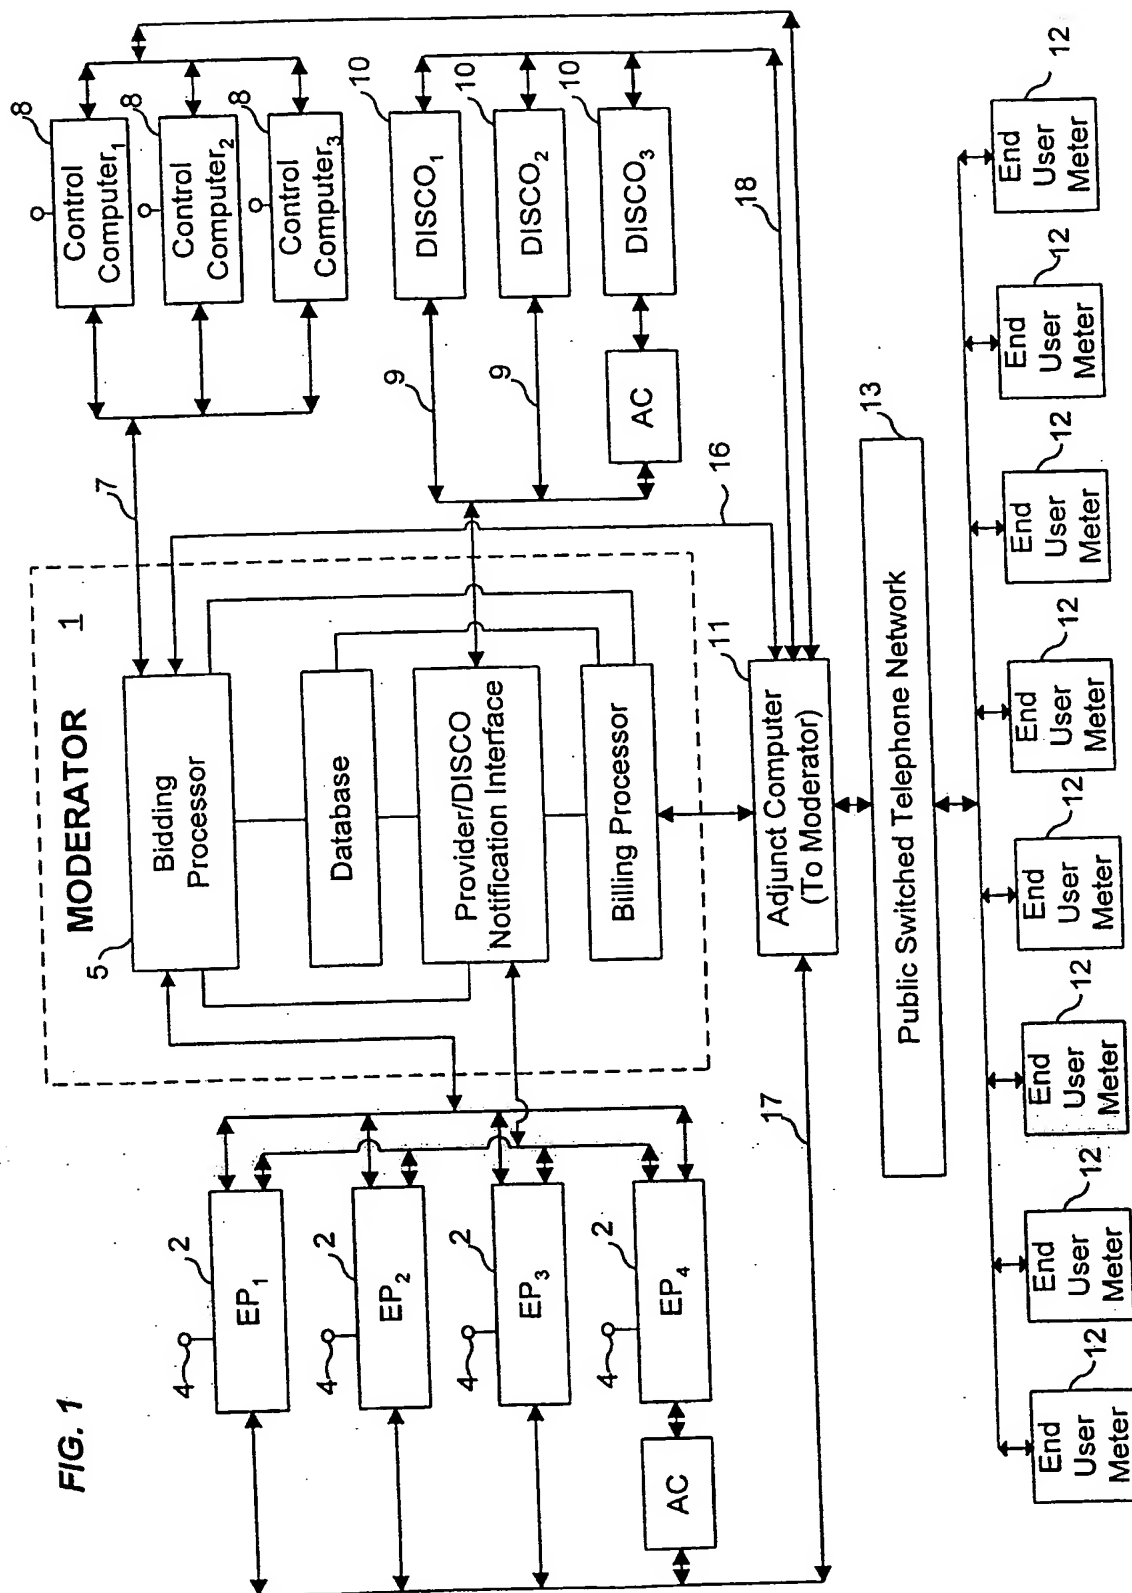 FIG. 1
4
2
EP1
4
2
EP2
4
2
EP3
4
2
EP4
AC
17
MODERATOR 1
5
Bidding
Processor
Database
Provider/DISCO
Notification Interface
Billing Processor
7
16
8
Control
Computer1
8
Control
Computer2
8
Control
Computer3
9
10
DISCO1
9
10
DISCO2
10
DISCO3
AC
18
11
Adjunct Computer
(To Moderator)
13
Public Switched Telephone Network
12
End
User
Meter
12
End
User
Meter
12
End
User
Meter
12
End
User
Meter
12
End
User
Meter
12
End
User
Meter
12
End
User
Meter
12
End
User
Meter